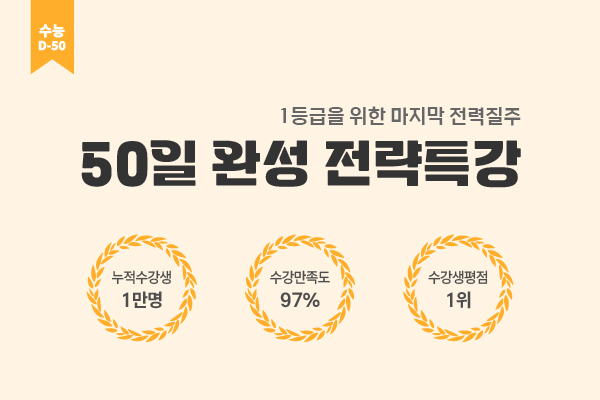 수능
D-50
1등급을 위한 마지막 전력질주
50일 완성 전략특강
누적수강생
1만명
수강만족도
97%
수강생평점
1위